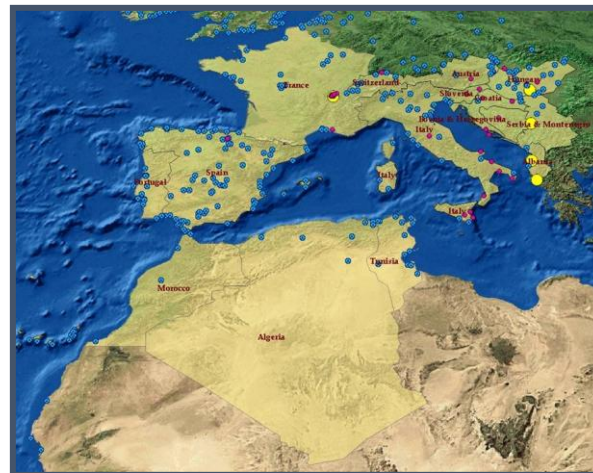 France
Switzerland
Austria
Hungary
Slovenia
Croatia
Bosnia & Herzegovina
Serbia & Montenegro
Italy
Albania
Portugal
Spain
Italy
Italy
Tunisia
Morocco
Algeria